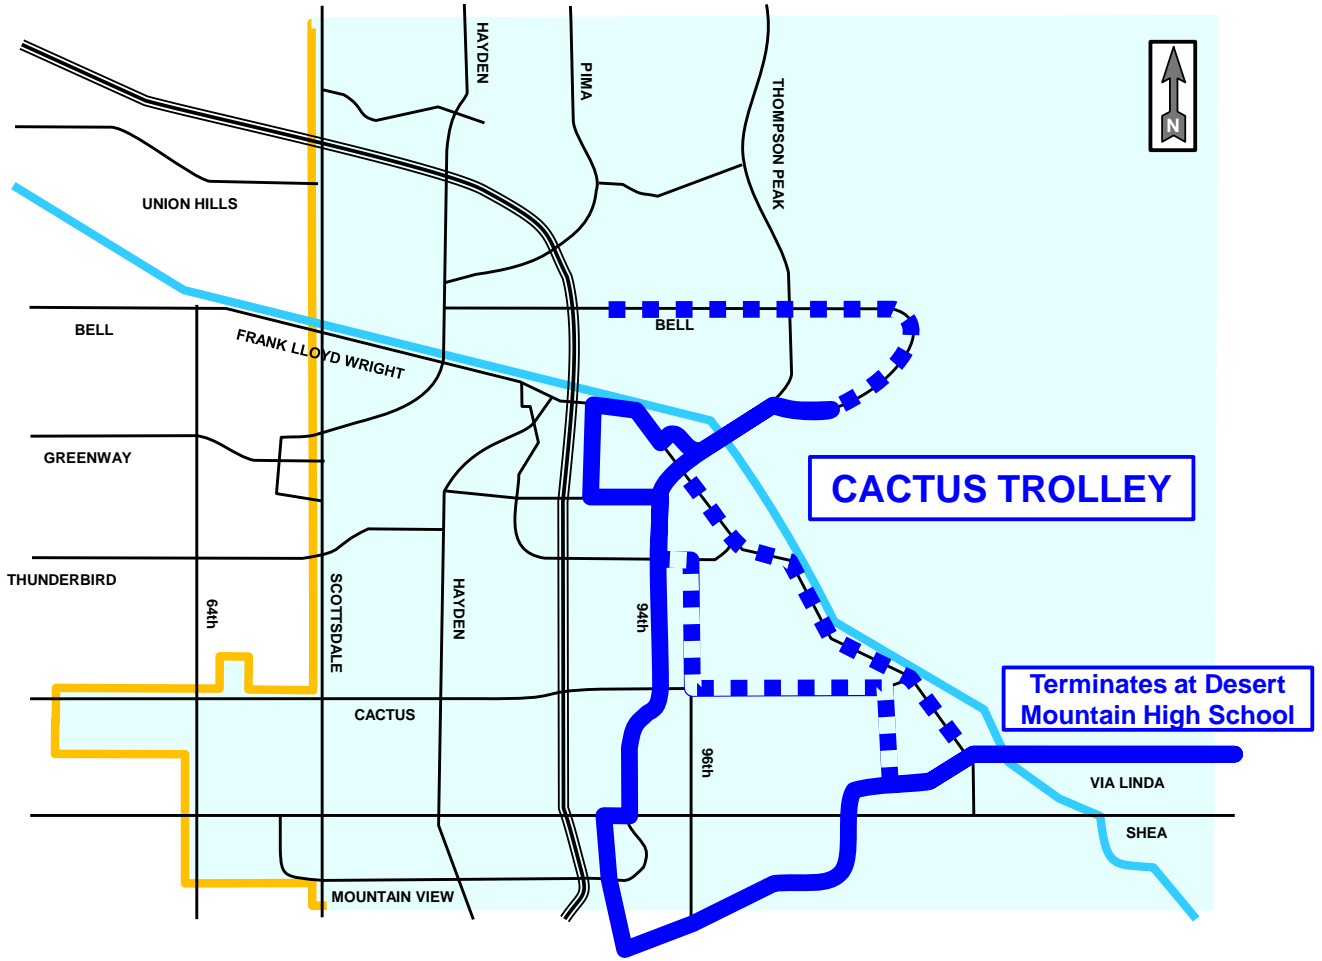 HAYDEN
PIMA
THOMPSON PEAK
N
UNION HILLS
BELL
BELL
FRANK LLOYD WRIGHT
GREENWAY
CACTUS TROLLEY
THUNDERBIRD
64th
SCOTTSDALE
HAYDEN
94th
Terminates at Desert
Mountain High School
CACTUS
96th
VIA LINDA
SHEA
MOUNTAIN VIEW